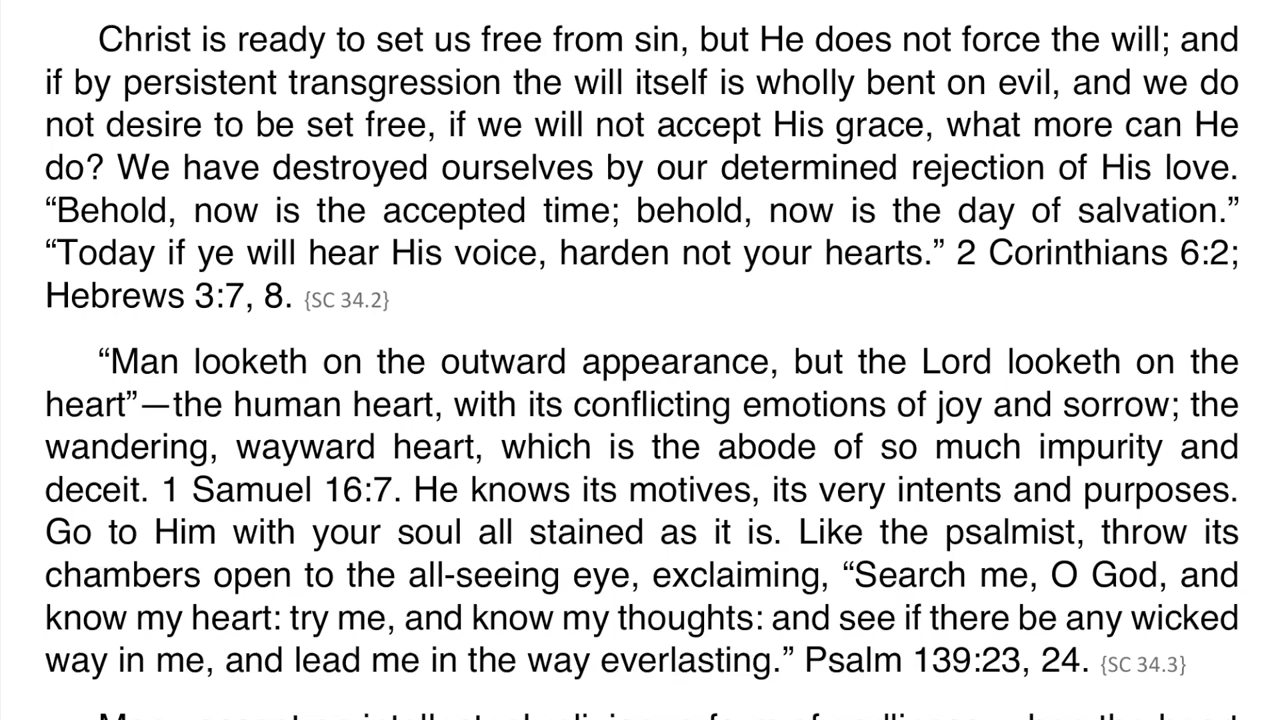 Christ is ready to set us free from sin, but He does not force the will; and
if by persistent transgression the will itself is wholly bent on evil, and we do
not desire to be set free, if we will not accept His grace, what more can He
do? We have destroyed ourselves by our determined rejection of His love.
“Behold, now is the accepted time; behold, now is the day of salvation.”
“Today if ye will hear His voice, harden not your hearts.” 2 Corinthians 6:2;
Hebrews 3:7, 8. {SC 34.2}
“Man looketh on the outward appearance, but the Lord looketh on the
heart”—the human heart, with its conflicting emotions of joy and sorrow; the
wandering, wayward heart, which is the abode of so much impurity and
deceit. 1 Samuel 16:7. He knows its motives, its very intents and purposes.
Go to Him with your soul all stained as it is. Like the psalmist, throw its
chambers open to the all-seeing eye, exclaiming, “Search me, O God, and
know my heart: try me, and know my thoughts: and see if there be any wicked
way in me, and lead me in the way everlasting.” Psalm 139:23, 24. {SC 34.3}